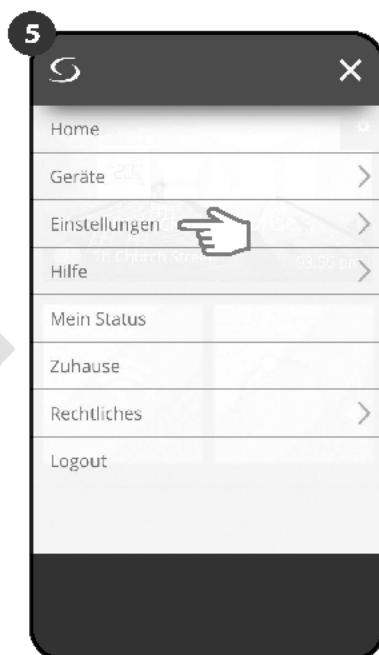 5
Home
Geräte
Einstellungen
Hilfe
Mein Status
Zuhause
Rechtliches
Logout